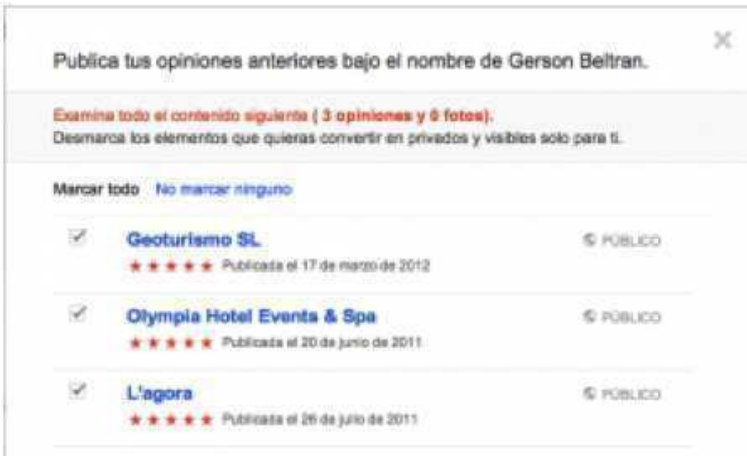 Publica tus opiniones anteriores bajo el nombre de Gerson Beltran.
Examina todo el contenido siguiente ( 3 opiniones y 0 fotos).
Desmarca los elementos que quieras convertir en privados y visibles solo para ti.
Marcar todo No marcar ninguno
Geoturismo SL PÚBLICO
★★★★★ Publicada el 17 de marzo de 2012
Olympia Hotel Events & Spa PÚBLICO
★★★★★ Publicada el 20 de junio de 2011
L'agora PÚBLICO
★★★★★ Publicada el 26 de julio de 2011